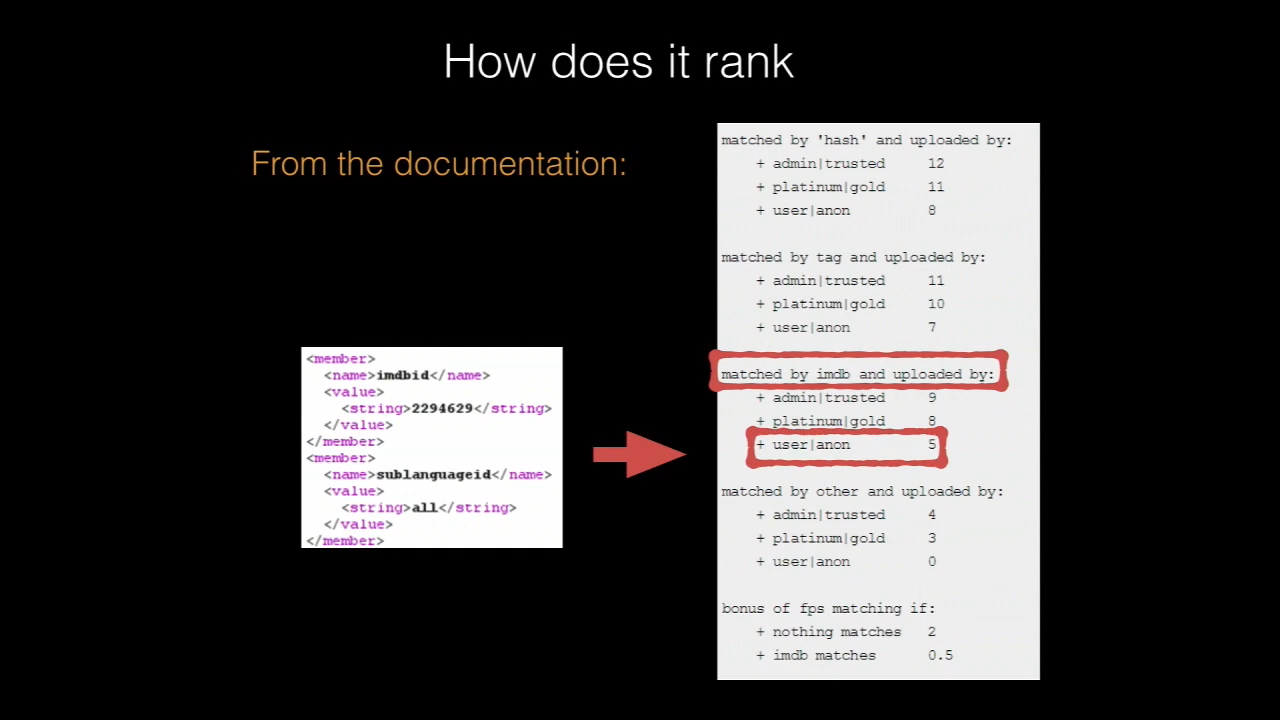 How does it rank
From the documentation:
<member>
<name>imdbid</name>
<value>
<string>2294629</string>
</value>
</member>
<member>
<name>sublanguageid</name>
<value>
<string>all</string>
</value>
</member>
matched by 'hash' and uploaded by:
+ admin|trusted 12
+ platinum|gold 11
+ user|anon 8
matched by tag and uploaded by:
+ admin|trusted 11
+ platinum|gold 10
+ user|anon 7
matched by imdb and uploaded by:
+ admin|trusted 9
+ platinum|gold 8
+ user|anon 5
matched by other and uploaded by:
+ admin|trusted 4
+ platinum|gold 3
+ user|anon 0
bonus of fps matching if:
+ nothing matches 2
+ imdb matches 0.5